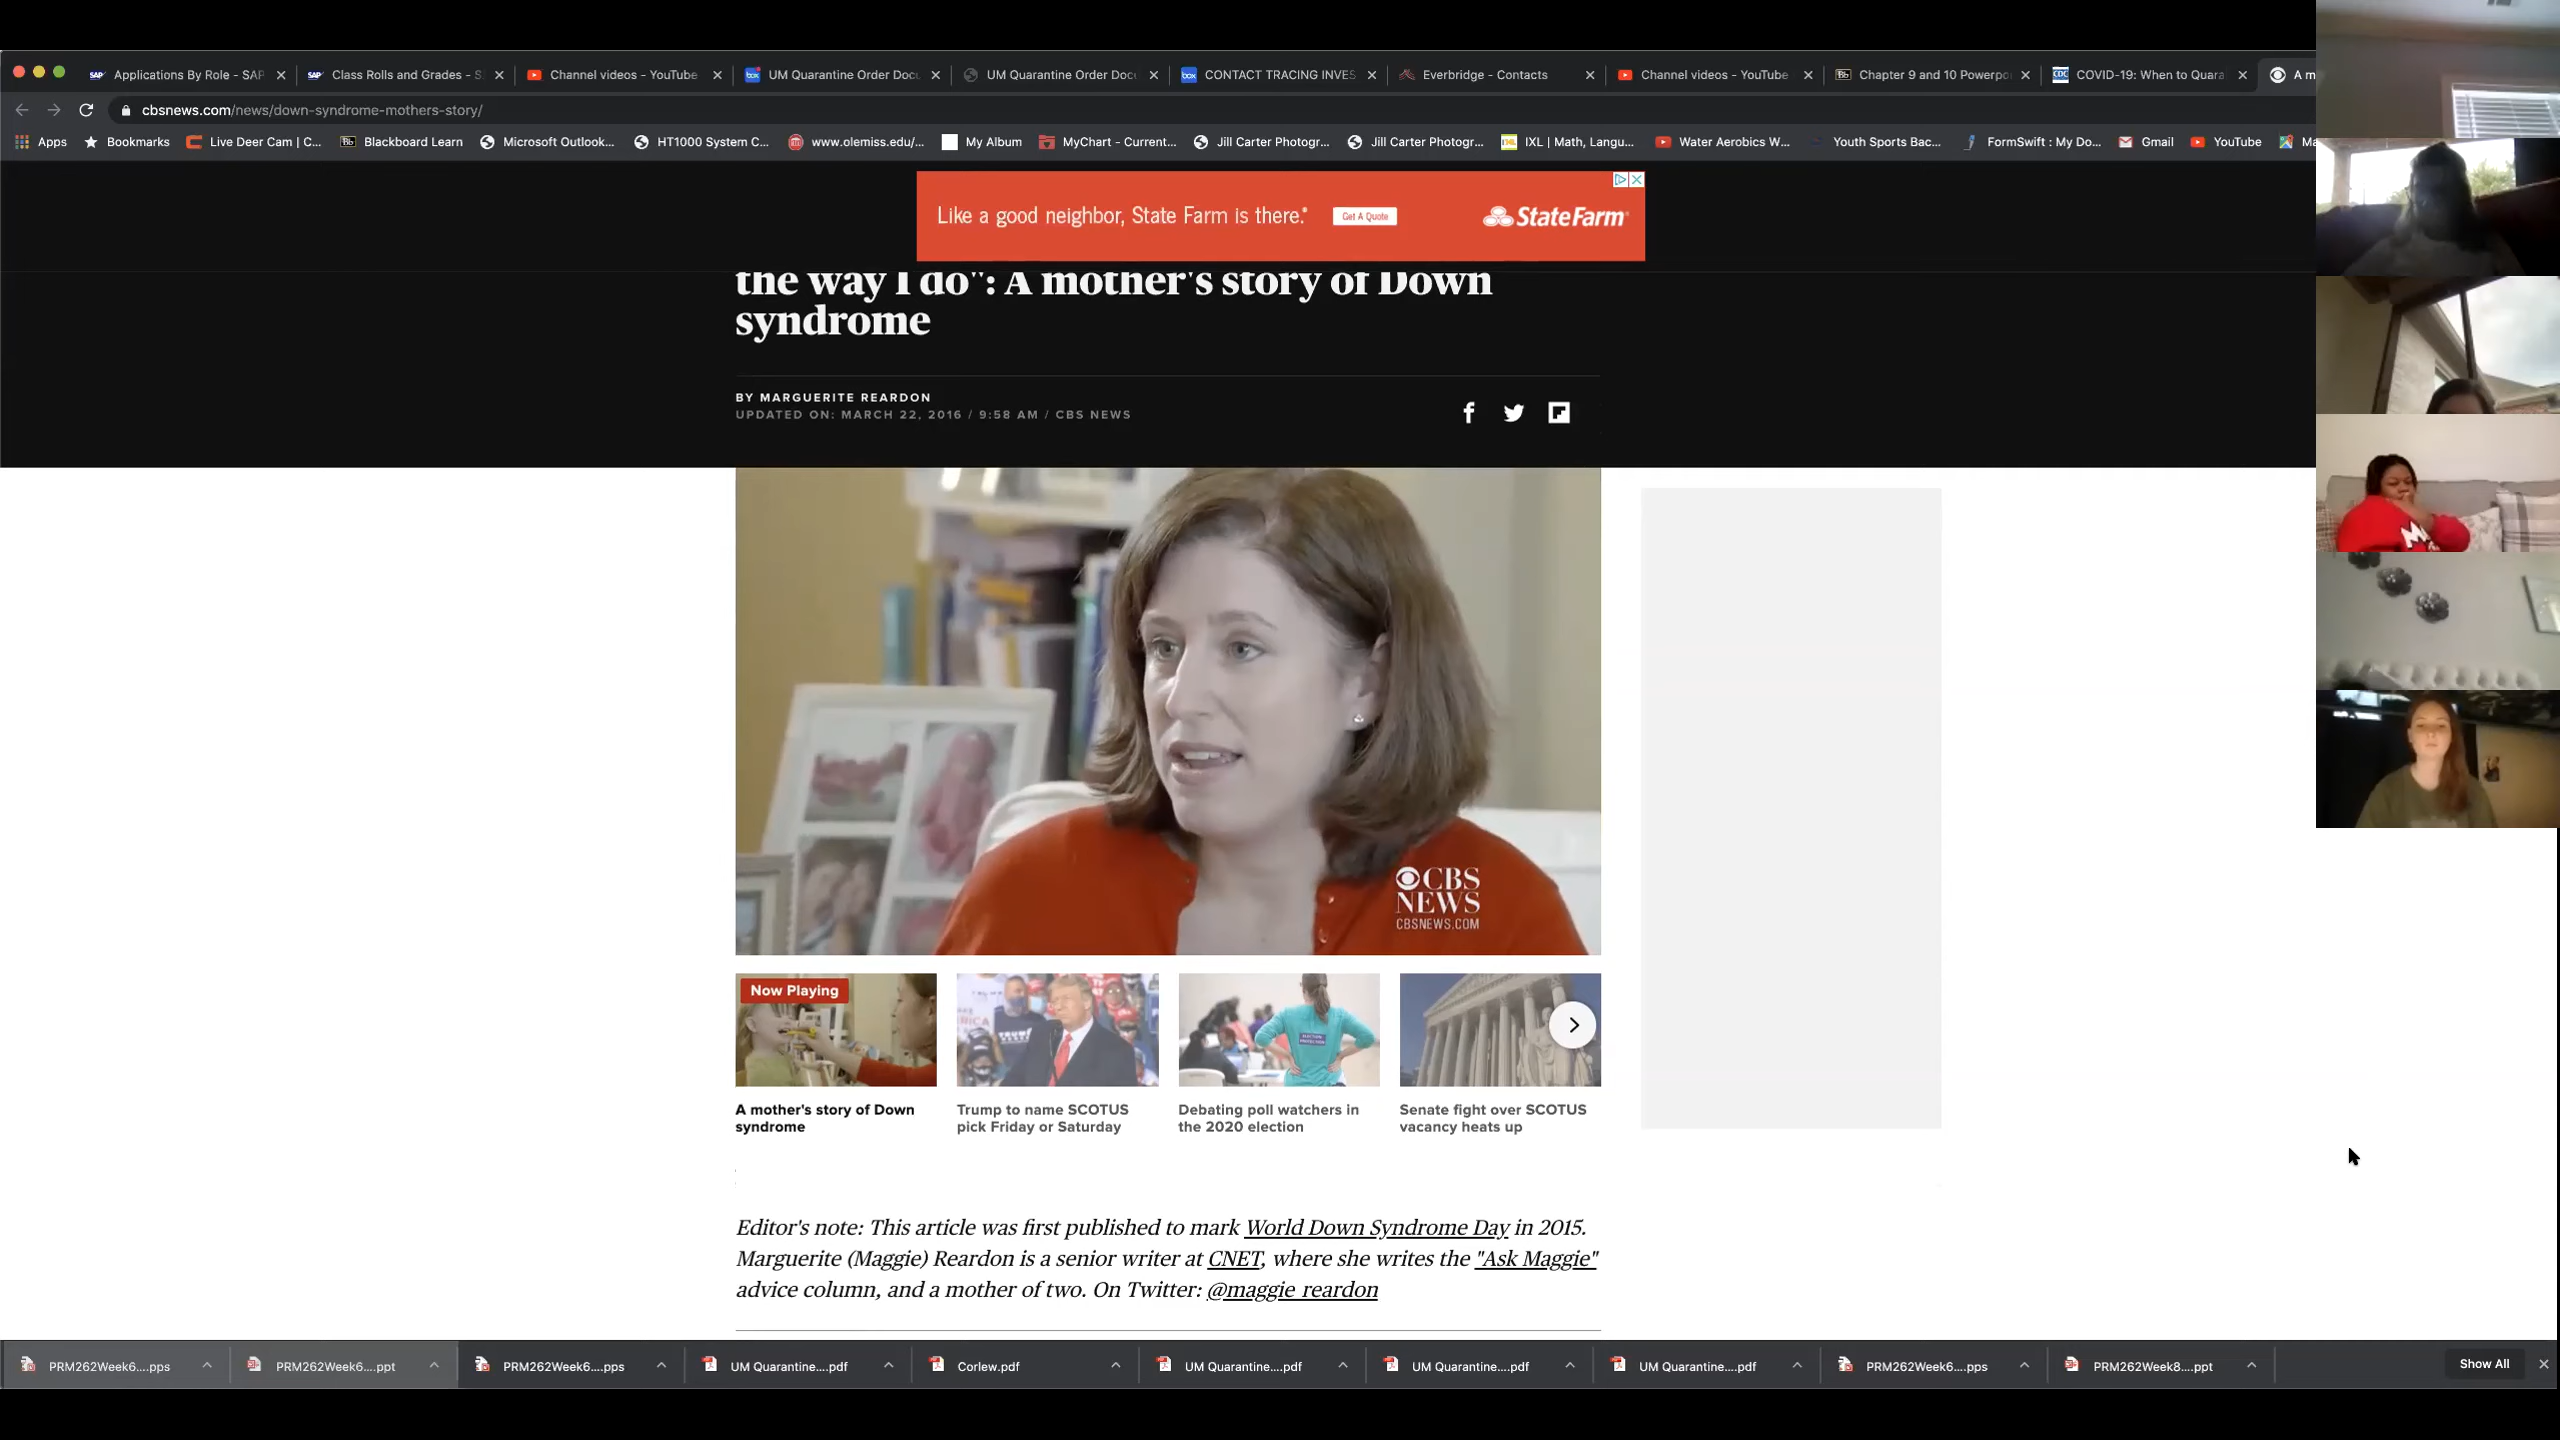 Applications By Role - SAP
Class Rolls and Grades - S
Channel videos - YouTube
UM Quarantine Order Docu
UM Quarantine Order Doc
CONTACT TRACING INVES
Everbridge - Contacts
Channel videos - YouTube
Chapter 9 and 10 Powerpo
COVID-19: When to Quara
A m
cbsnews.com/news/down-syndrome-mothers-story/
Apps
Bookmarks
Live Deer Cam | C...
Blackboard Learn
Microsoft Outlook...
HT1000 System C...
www.olemiss.edu/...
My Album
MyChart - Current...
Jill Carter Photogr...
Jill Carter Photogr...
IXL | Math, Langu...
Water Aerobics W...
Youth Sports Bac...
FormSwift : My Do...
Gmail
YouTube
Ma
Like a good neighbor, State Farm is there.®
Get A Quote
StateFarm
the way I do": A mother's story of Down
syndrome
BY MARGUERITE REARDON
UPDATED ON: MARCH 22, 2016 / 9:58 AM / CBS NEWS
CBS
NEWS
CBSNEWS.COM
Now Playing
A mother's story of Down
syndrome
Trump to name SCOTUS
pick Friday or Saturday
Debating poll watchers in
the 2020 election
Senate fight over SCOTUS
vacancy heats up
Editor's note: This article was first published to mark World Down Syndrome Day in 2015.
Marguerite (Maggie) Reardon is a senior writer at CNET, where she writes the "Ask Maggie"
advice column, and a mother of two. On Twitter: @maggie_reardon
PRM262Week6....pps
PRM262Week6....ppt
PRM262Week6....pps
UM Quarantine....pdf
Corlew.pdf
UM Quarantine....pdf
UM Quarantine....pdf
UM Quarantine....pdf
PRM262Week6....pps
PRM262Week8....ppt
Show All